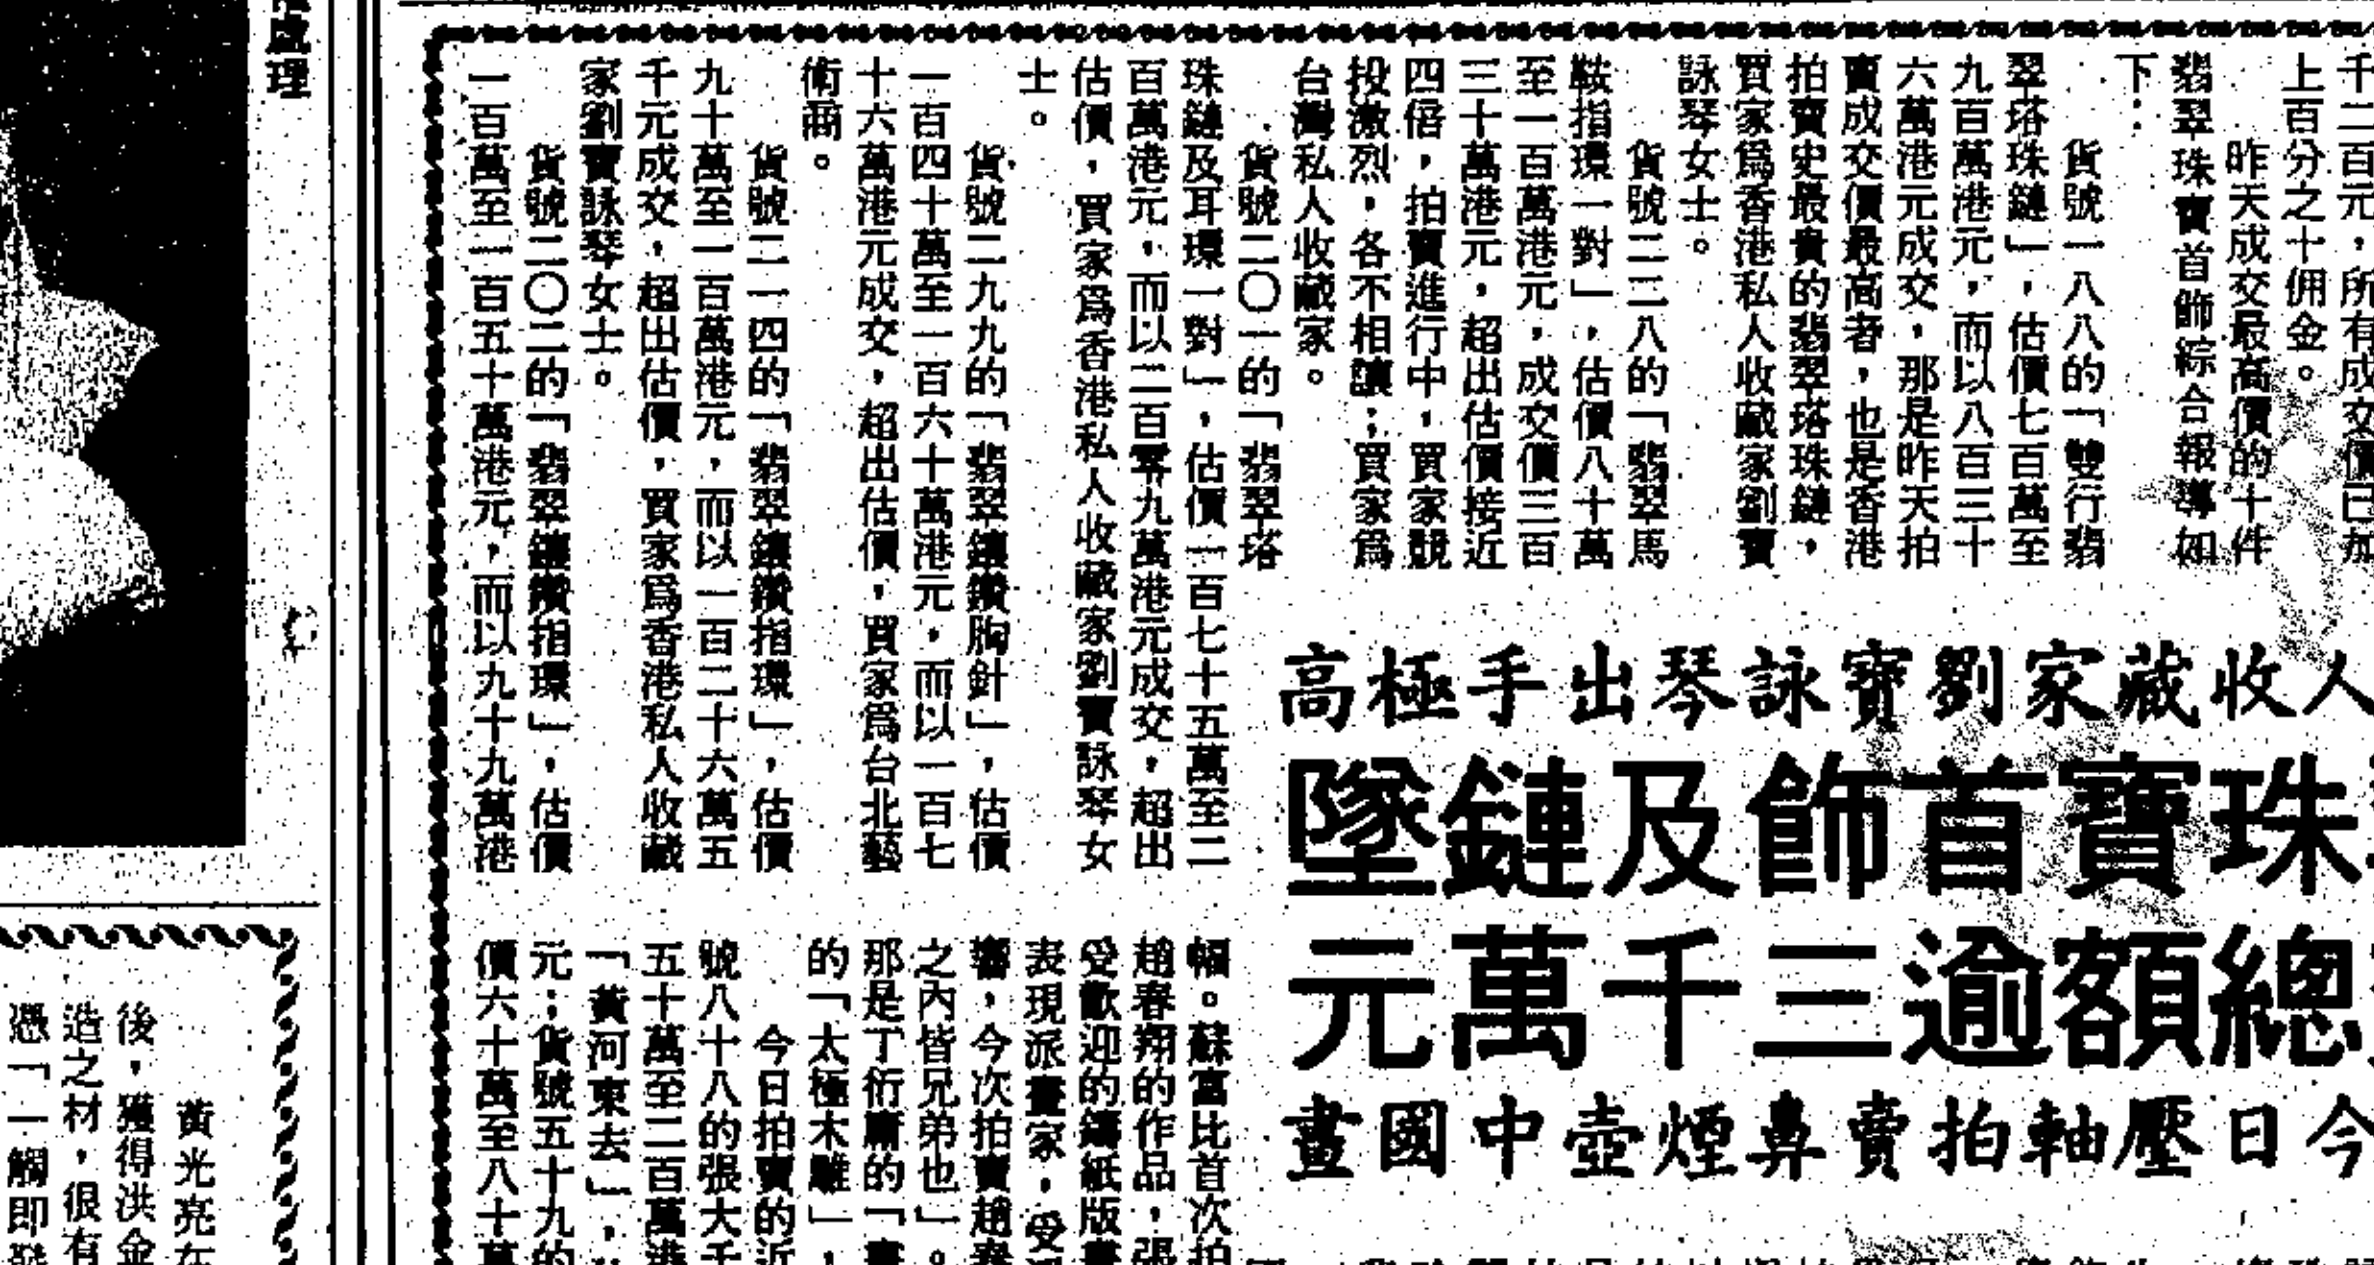 人收藏家劉寶詠琴出手極高
珠寶首飾及鏈墜
總額逾三千萬元
今日壓軸拍賣鼻煙壺中國畫
千二百元，所有成交價已加
上百分之十佣金。
昨天成交最高價的十件
翡翠珠寶首飾綜合報導如
下：
貨號一八八的「雙行翡
翠塔珠鏈」，估價七百萬至
九百萬港元，而以八百三十
六萬港元成交，那是昨天拍
賣成交價最高者，也是香港
拍賣史最貴的翡翠塔珠鏈，
買家爲香港私人收藏家劉寶
詠琴女士。
貨號二二八的「翡翠馬
鞍指環一對」，估價八十萬
至一百萬港元，成交價三百
三十萬港元，超出估價接近
四倍，拍賣進行中，買家競
投激烈，各不相讓；買家爲
台灣私人收藏家。
貨號二〇一的「翡翠塔
珠鏈及耳環一對」，估價一百七十五萬至二
百萬港元，而以二百零九萬港元成交，超出
估價，買家爲香港私人收藏家劉寶詠琴女
士。
貨號二九九的「翡翠鑲鑽胸針」，估價
一百四十萬至一百六十萬港元，而以一百七
十六萬港元成交，超出估價，買家爲台北藝
術商。
貨號二一四的「翡翠鑲鑽指環」，估價
九十萬至一百萬港元，而以一百二十六萬五
千元成交，超出估價，買家爲香港私人收藏
家劉寶詠琴女士。
貨號二〇二的「翡翠鑲鑽指環」，估價
一百萬至一百五十萬港元，而以九十九萬港
幅。蘇富比首次拍
趙春翔的作品，張
受歡迎的鑄紙版畫
表現派畫家，受
響，今次拍賣趙春
之內皆兄弟也」。
那是丁衍庸的「
的「太極木雕」，
今日拍賣的近
號八十八的張大千
五十萬至二百萬港
「黃河東去」，
元；貨號五十九的
價六十萬至八十萬
理
黃光亮在
後，獲得洪金
造之材，很有
憑「一觸即發